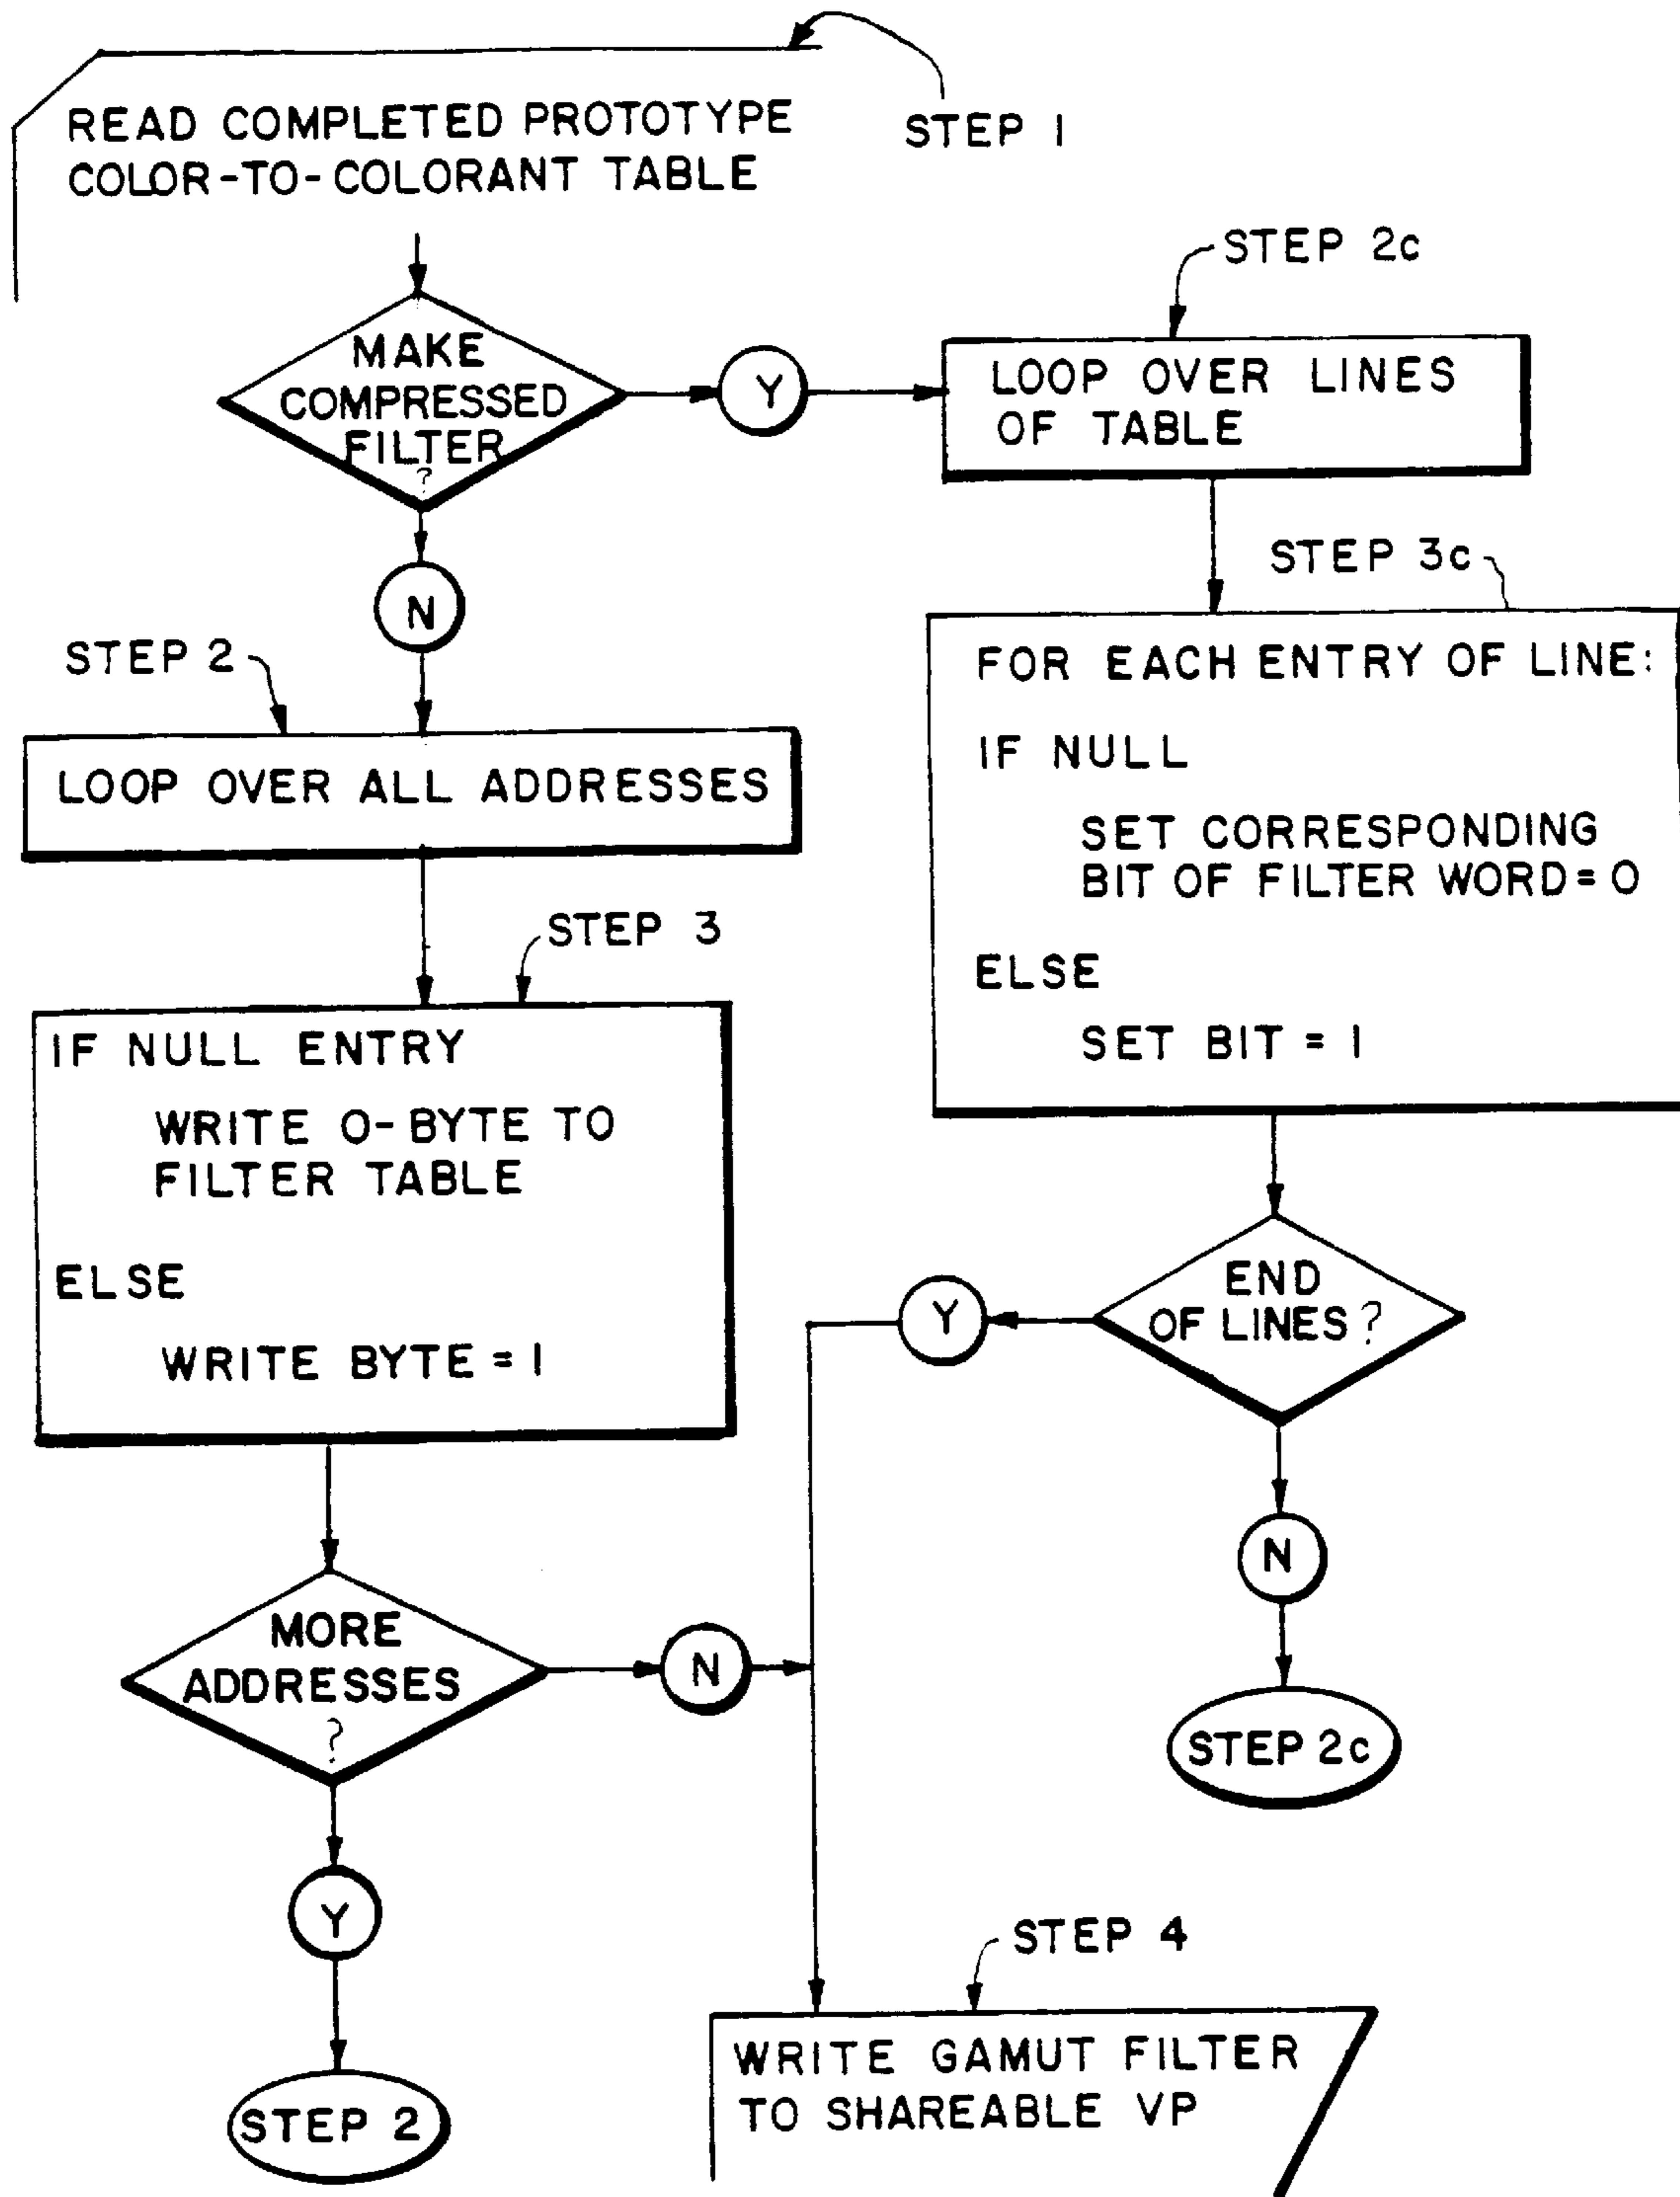 READ COMPLETED PROTOTYPE
COLOR-TO-COLORANT TABLE
STEP 1
MAKE
COMPRESSED
FILTER
?
Y
STEP 2c
LOOP OVER LINES
OF TABLE
N
STEP 3c
FOR EACH ENTRY OF LINE:
IF NULL
SET CORRESPONDING
BIT OF FILTER WORD=0
ELSE
SET BIT = 1
STEP 2
LOOP OVER ALL ADDRESSES
STEP 3
IF NULL ENTRY
WRITE 0-BYTE TO
FILTER TABLE
ELSE
WRITE BYTE = 1
END
OF LINES?
Y
N
STEP 2c
MORE
ADDRESSES
?
N
Y
STEP 2
STEP 4
WRITE GAMUT FILTER
TO SHAREABLE VP